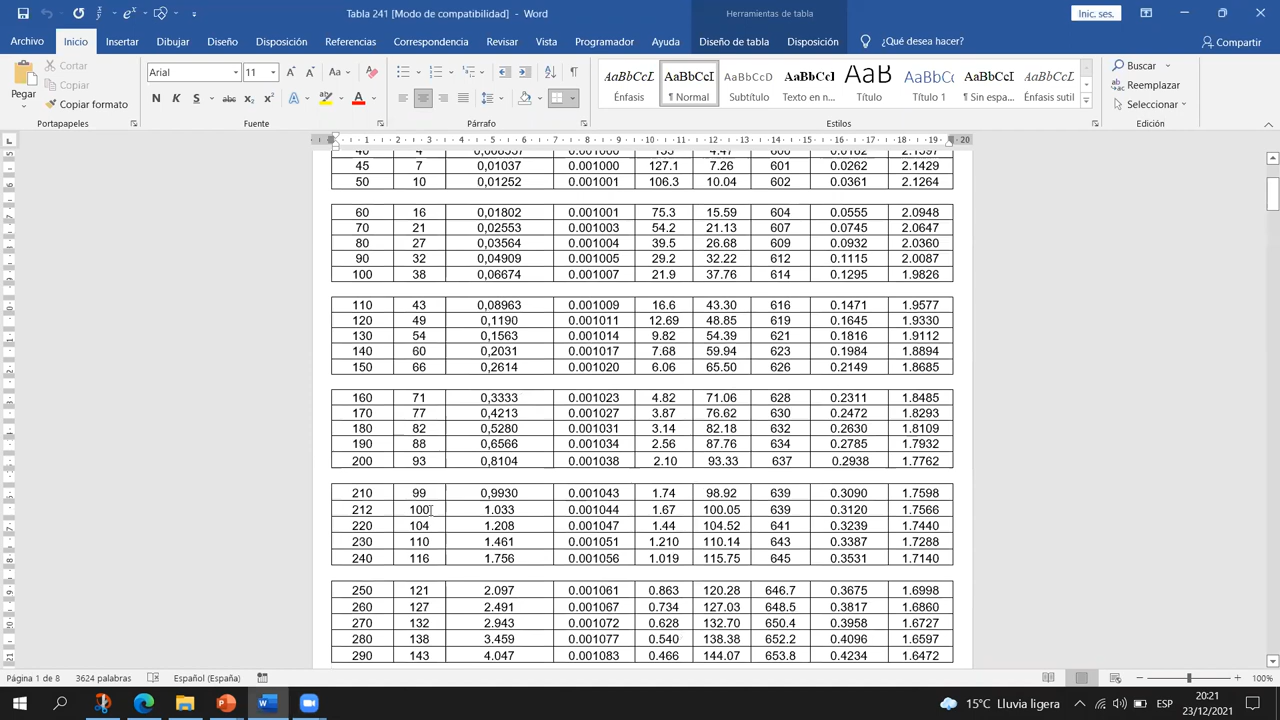 Tabla 241 [Modo de compatibilidad] - Word
Herramientas de tabla
Inic. ses.
Archivo Inicio Insertar Dibujar Diseño Disposición Referencias Correspondencia Revisar Vista Programador Ayuda Diseño de tabla Disposición ¿Qué desea hacer? Compartir
Pegar
Cortar
Copiar
Copiar formato
Portapapeles
Arial 11
N K S abc x₂ x²
Fuente
Párrafo
AaBbCcL Énfasis
AaBbCcI ¶ Normal
AaBbCcD Subtítulo
AaBbCcI Texto en n...
AaB Título
AaBbCcI Título 1
AaBbCcI ¶ Sin espa...
AaBbCcL Énfasis sutil
Estilos
Buscar
Reemplazar
Seleccionar
Edición
1 2 3 4 5 6 7 8 9 10 11 12 13 14 15 16 17 18 19 20
45 7 0,01037 0.001000 127.1 7.26 601 0.0262 2.1429
50 10 0,01252 0.001001 106.3 10.04 602 0.0361 2.1264
60 16 0,01802 0.001001 75.3 15.59 604 0.0555 2.0948
70 21 0,02553 0.001003 54.2 21.13 607 0.0745 2.0647
80 27 0,03564 0.001004 39.5 26.68 609 0.0932 2.0360
90 32 0,04909 0.001005 29.2 32.22 612 0.1115 2.0087
100 38 0,06674 0.001007 21.9 37.76 614 0.1295 1.9826
110 43 0,08963 0.001009 16.6 43.30 616 0.1471 1.9577
120 49 0,1190 0.001011 12.69 48.85 619 0.1645 1.9330
130 54 0,1563 0.001014 9.82 54.39 621 0.1816 1.9112
140 60 0,2031 0.001017 7.68 59.94 623 0.1984 1.8894
150 66 0,2614 0.001020 6.06 65.50 626 0.2149 1.8685
160 71 0,3333 0.001023 4.82 71.06 628 0.2311 1.8485
170 77 0,4213 0.001027 3.87 76.62 630 0.2472 1.8293
180 82 0,5280 0.001031 3.14 82.18 632 0.2630 1.8109
190 88 0,6566 0.001034 2.56 87.76 634 0.2785 1.7932
200 93 0,8104 0.001038 2.10 93.33 637 0.2938 1.7762
210 99 0,9930 0.001043 1.74 98.92 639 0.3090 1.7598
212 100 1.033 0.001044 1.67 100.05 639 0.3120 1.7566
220 104 1.208 0.001047 1.44 104.52 641 0.3239 1.7440
230 110 1.461 0.001051 1.210 110.14 643 0.3387 1.7288
240 116 1.756 0.001056 1.019 115.75 645 0.3531 1.7140
250 121 2.097 0.001061 0.863 120.28 646.7 0.3675 1.6998
260 127 2.491 0.001067 0.734 127.03 648.5 0.3817 1.6860
270 132 2.943 0.001072 0.628 132.70 650.4 0.3958 1.6727
280 138 3.459 0.001077 0.540 138.38 652.2 0.4096 1.6597
290 143 4.047 0.001083 0.466 144.07 653.8 0.4234 1.6472
Página 1 de 8 3624 palabras Español (España) 100%
15°C Lluvia ligera ESP 20:21
23/12/2021